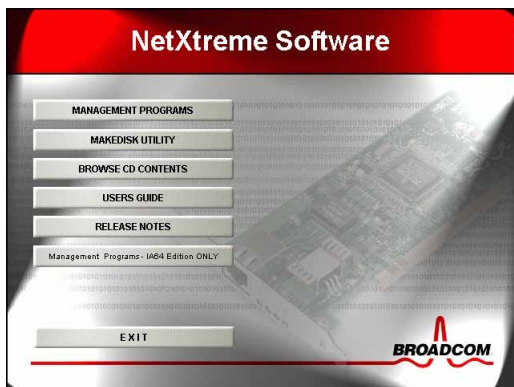 NetXtreme Software
MANAGEMENT PROGRAMS
MAKEDISK UTILITY
BROWSE CD CONTENTS
USERS GUIDE
RELEASE NOTES
Management Programs - IA64 Edition ONLY
EXIT
BROADCOM